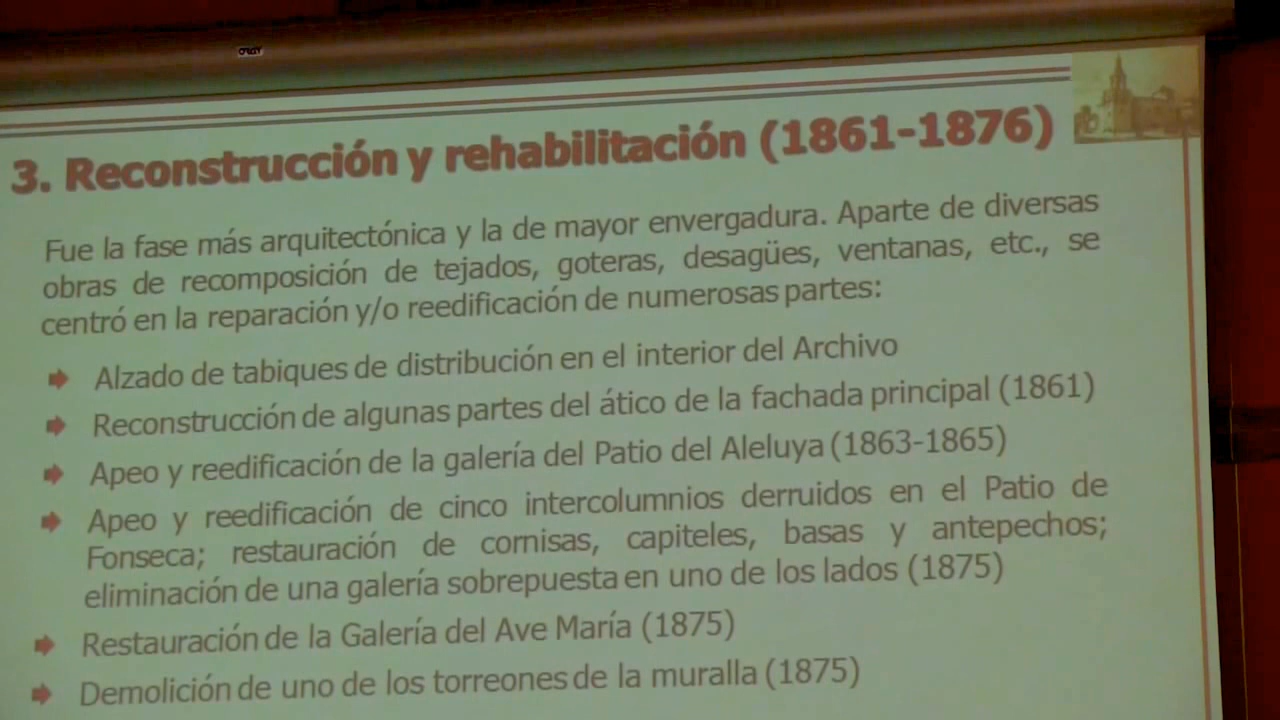 3. Reconstrucción y rehabilitación (1861-1876)
Fue la fase más arquitectónica y la de mayor envergadura. Aparte de diversas
obras de recomposición de tejados, goteras, desagües, ventanas, etc., se
centró en la reparación y/o reedificación de numerosas partes:
Alzado de tabiques de distribución en el interior del Archivo
Reconstrucción de algunas partes del ático de la fachada principal (1861)
Apeo y reedificación de la galería del Patio del Aleluya (1863-1865)
Apeo y reedificación de cinco intercolumnios derruidos en el Patio de
Fonseca; restauración de cornisas, capiteles, basas y antepechos;
eliminación de una galería sobrepuesta en uno de los lados (1875)
Restauración de la Galería del Ave María (1875)
Demolición de uno de los torreones de la muralla (1875)